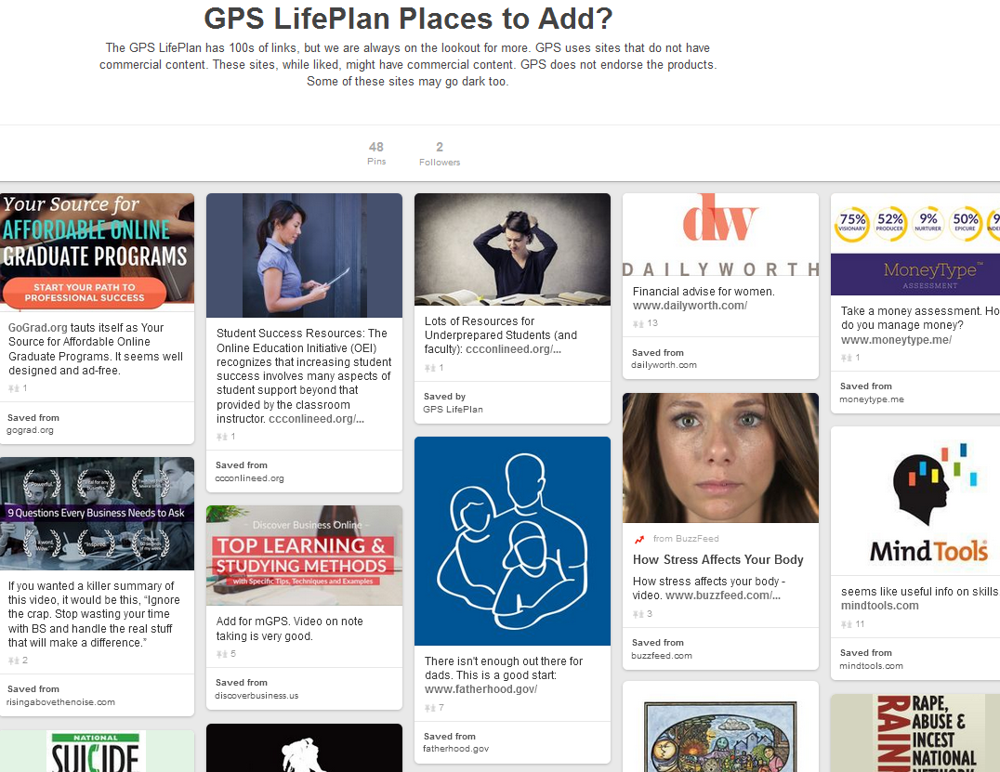 GPS LifePlan Places to Add?
The GPS LifePlan has 100s of links, but we are always on the lookout for more. GPS uses sites that do not have
commercial content. These sites, while liked, might have commercial content. GPS does not endorse the products.
Some of these sites may go dark too.
48
Pins
2
Followers
Your Source for
AFFORDABLE ONLINE
GRADUATE PROGRAMS
START YOUR PATH TO
PROFESSIONAL SUCCESS
GoGrad.org tauts itself as Your
Source for Affordable Online
Graduate Programs. It seems well
designed and ad-free.
1
Saved from
gograd.org
"Powerful."
9 Questions Every Business Needs to Ask
"Inspired."
If you wanted a killer summary of
this video, it would be this, “Ignore
the crap. Stop wasting your time
with BS and handle the real stuff
that will make a difference.”
2
Saved from
risingabovethenoise.com
NATIONAL
SUICIDE
Student Success Resources: The
Online Education Initiative (OEI)
recognizes that increasing student
success involves many aspects of
student support beyond that
provided by the classroom
instructor. ccconlineed.org/...
1
Saved from
ccconlineed.org
- Discover Business Online -
TOP LEARNING &
STUDYING METHODS
with Specific Tips, Techniques and Examples
Add for mGPS. Video on note
taking is very good.
5
Saved from
discoverbusiness.us
Lots of Resources for
Underprepared Students (and
faculty): ccconlineed.org/...
1
Saved by
GPS LifePlan
There isn't enough out there for
dads. This is a good start:
www.fatherhood.gov/
7
Saved from
fatherhood.gov
dw
DAILYWORTH
Financial advise for women.
www.dailyworth.com/
13
Saved from
dailyworth.com
from BuzzFeed
How Stress Affects Your Body
How stress affects your body -
video. www.buzzfeed.com/...
3
Saved from
buzzfeed.com
75%
VISIONARY
52%
PRODUCER
9%
NURTURER
50%
EPICURE
9
MoneyType™
ASSESSMENT
Take a money assessment. Ho
do you manage money?
www.moneytype.me/
1
Saved from
moneytype.me
MindTools
seems like useful info on skills
mindtools.com
11
Saved from
mindtools.com
RAINN
RAPE,
ABUSE &
INCEST
NATIONAL
NETWORK